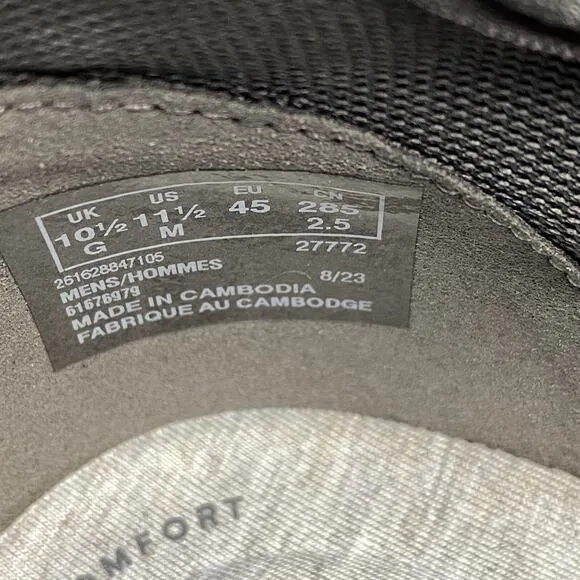 UK US EU CN
10½ 11½ 45 285
G M 2.5
261628847105 27772
MENS/HOMMES 8/23
61676979
MADE IN CAMBODIA
FABRIQUE AU CAMBODGE
OMFORT